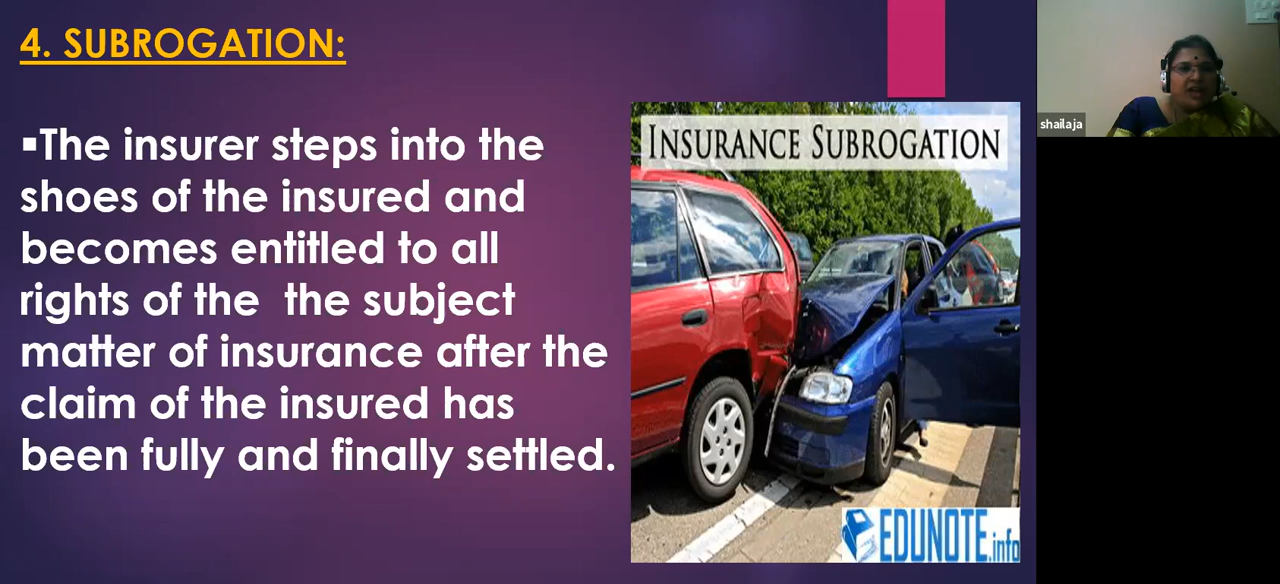 4. SUBROGATION:
▪The insurer steps into the
shoes of the insured and
becomes entitled to all
rights of the  the subject
matter of insurance after the
claim of the insured has
been fully and finally settled.
INSURANCE SUBROGATION
EDUNOTE.info
shailaja